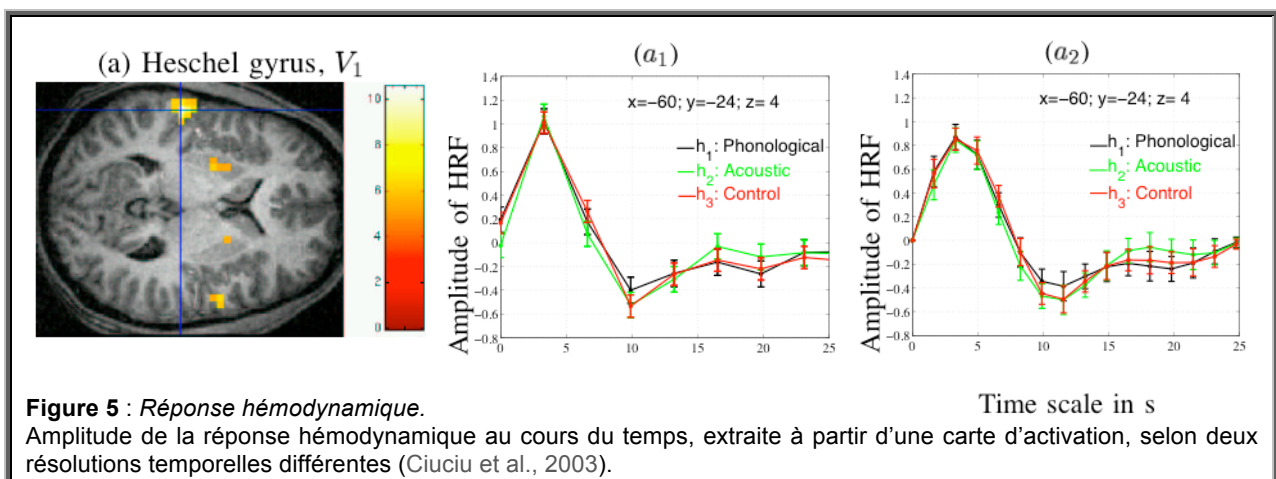 (a) Heschel gyrus, V₁
10
8
6
4
2
0
(a₁)
Amplitude of HRF
1.4
1.2
1
0.8
0.6
0.4
0.2
0
−0.2
−0.4
−0.6
−0.8
0 5 10 15 20 25
x=−60; y=−24; z= 4
h₁: Phonological
h₂: Acoustic
h₃: Control
(a₂)
Amplitude of HRF
1.4
1.2
1
0.8
0.6
0.4
0.2
0
−0.2
−0.4
−0.6
−0.8
0 5 10 15 20 25
x=−60; y=−24; z= 4
h₁: Phonological
h₂: Acoustic
h₃: Control
Time scale in s
Figure 5 : Réponse hémodynamique.
Amplitude de la réponse hémodynamique au cours du temps, extraite à partir d’une carte d’activation, selon deux
résolutions temporelles différentes (Ciuciu et al., 2003).